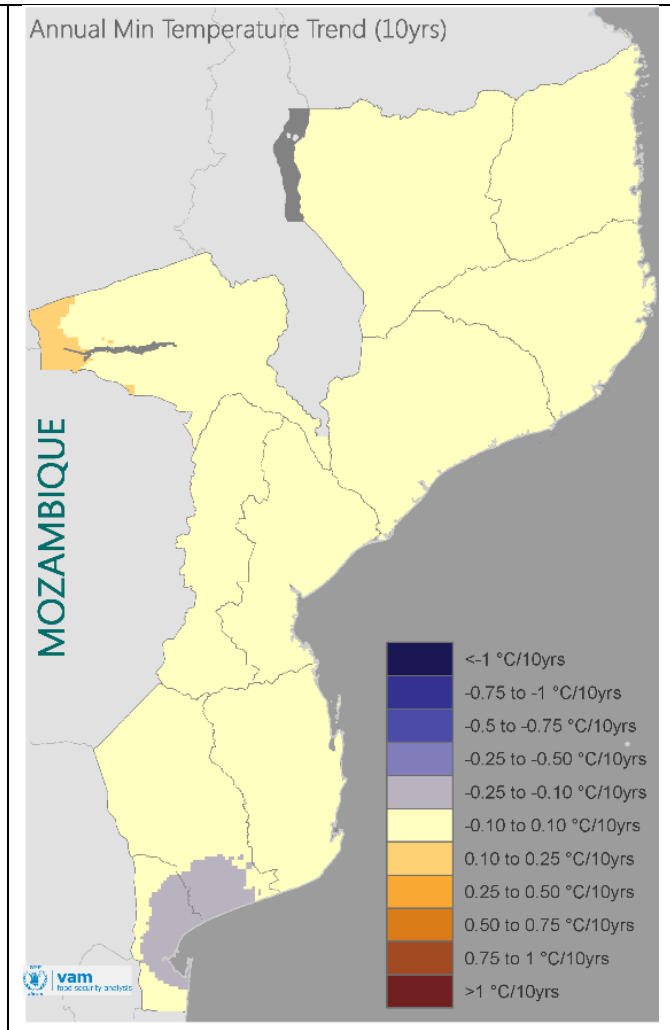 Annual Min Temperature Trend (10yrs)
MOZAMBIQUE
<-1 °C/10yrs
-0.75 to -1 °C/10yrs
-0.5 to -0.75 °C/10yrs
-0.25 to -0.50 °C/10yrs
-0.25 to -0.10 °C/10yrs
-0.10 to 0.10 °C/10yrs
0.10 to 0.25 °C/10yrs
0.25 to 0.50 °C/10yrs
0.50 to 0.75 °C/10yrs
0.75 to 1 °C/10yrs
>1 °C/10yrs
vam
food security analysis